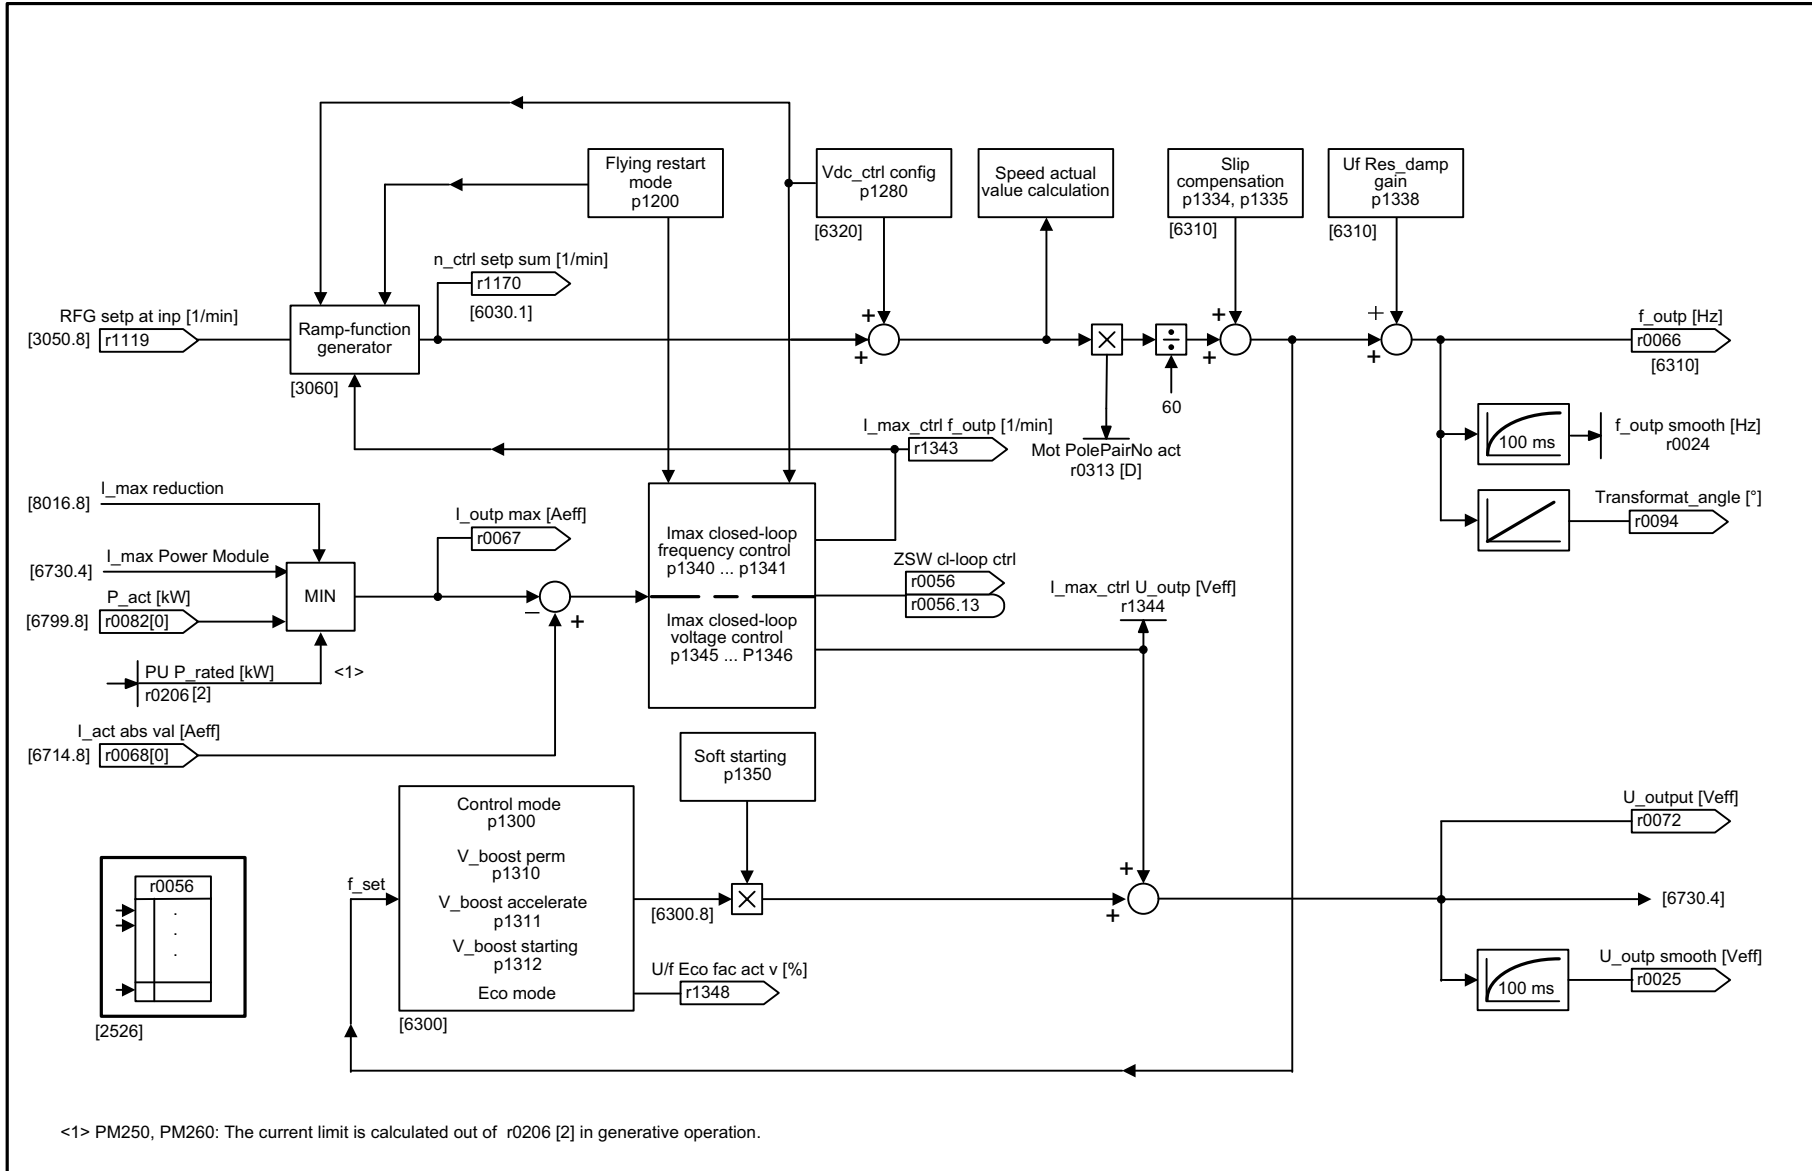 Flying restart
mode
p1200
Vdc_ctrl config
p1280
[6320]
Speed actual
value calculation
Slip
compensation
p1334, p1335
[6310]
Uf Res_damp
gain
p1338
[6310]
n_ctrl setp sum [1/min]
r1170
[6030.1]
RFG setp at inp [1/min]
[3050.8]
r1119
Ramp-function
generator
[3060]
+
+
+
+
+
+
60
f_outp [Hz]
r0066
[6310]
I_max_ctrl f_outp [1/min]
r1343
Mot PolePairNo act
r0313 [D]
100 ms
f_outp smooth [Hz]
r0024
Transformat_angle [°]
r0094
[8016.8]
I_max reduction
I_outp max [Aeff]
r0067
[6730.4]
I_max Power Module
P_act [kW]
[6799.8]
r0082[0]
MIN
PU P_rated [kW]
r0206 [2]
<1>
–
+
I_act abs val [Aeff]
[6714.8]
r0068[0]
Imax closed-loop
frequency control
p1340 ... p1341
Imax closed-loop
voltage control
p1345 ... P1346
ZSW cl-loop ctrl
r0056
r0056.13
I_max_ctrl U_outp [Veff]
r1344
Soft starting
p1350
Control mode
p1300
V_boost perm
p1310
V_boost accelerate
p1311
V_boost starting
p1312
Eco mode
[6300]
f_set
[6300.8]
U/f Eco fac act v [%]
r1348
+
+
U_output [Veff]
r0072
[6730.4]
100 ms
U_outp smooth [Veff]
r0025
r0056
.
.
.
[2526]
<1> PM250, PM260: The current limit is calculated out of r0206 [2] in generative operation.